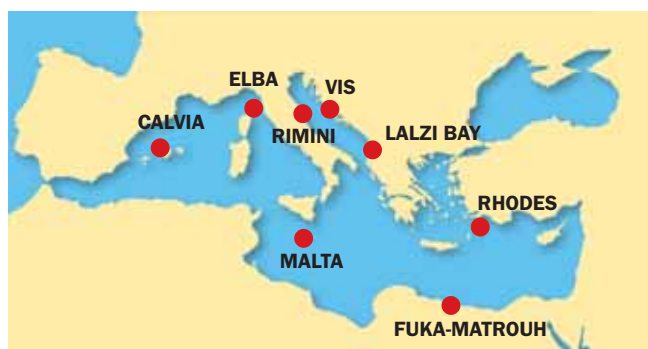 ELBA
VIS
CALVIA
RIMINI
LALZI BAY
RHODES
MALTA
FUKA-MATROUH